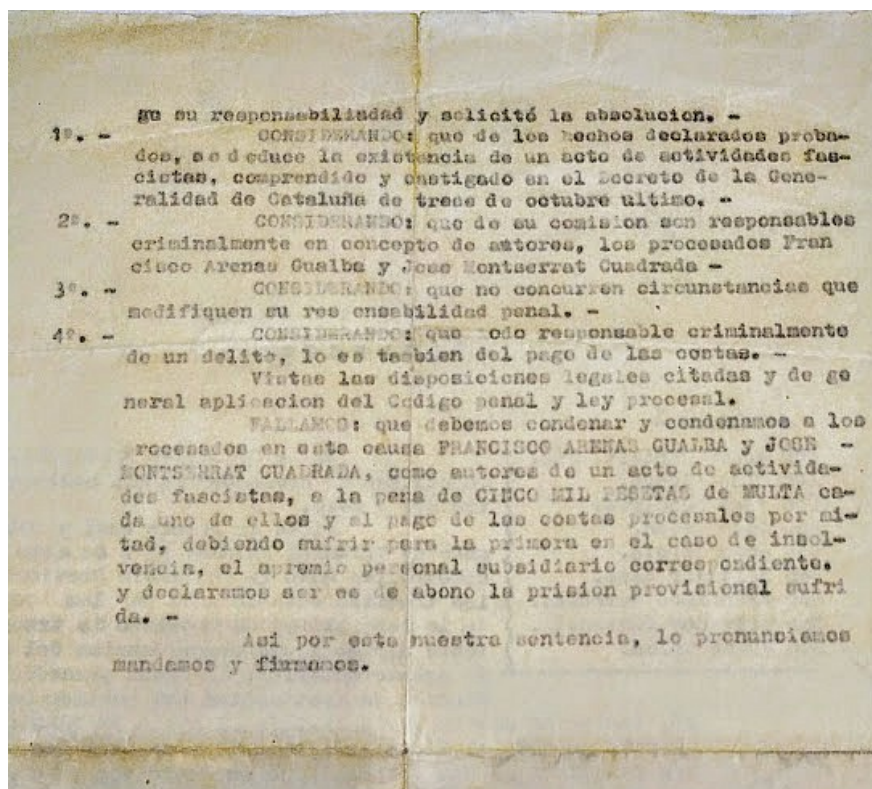 go su responsabiliadad y solicitó la absolucion. -
1º. - CONSIDERANDO: que de los hechos declarados proba-
dos, se deduce la existencia de un acto de actividades fas-
cistas, comprendido y castigado en el Decreto de la Gene-
ralidad de Cataluña de trece de octubre ultimo. -
2º. - CONSIDERANDO: que de su comision son responsables
criminalmente en concepto de autores, los procesados Fran
cisco Arenas Gualba y Jose Montserrat Cuadrada -
3º. - CONSIDERANDO: que no concurren circunstancias que
modifiquen su res ensabilidad penal. -
4º. - CONSIDERANDO: que odo responsable criminalmente
de un delito, lo es tambien del pago de las costas. -
Vistas las disposiciones legales citadas y de ge
neral aplicacion del Codigo penal y ley procesal.
FALLAMOS: que debemos condenar y condenamos a los
rocesados en esta causa FRANCISCO ARENAS GUALBA y JOSE -
MONTSERRAT CUADRADA, como autores de un acto de activida-
des fascistas, a la pena de CINCO MIL PESETAS de MULTA ca-
da uno de ellos y al pago de las costas procesales por mi-
tad, debiendo sufrir para la primera en el caso de insol-
vencia, el apremio personal subsidiario correspondiente.
y declaramos ser es de abono la prision provisional sufri
da. -
Asi por esta nuestra sentencia, lo pronunciamos
mandamos y firmamos.